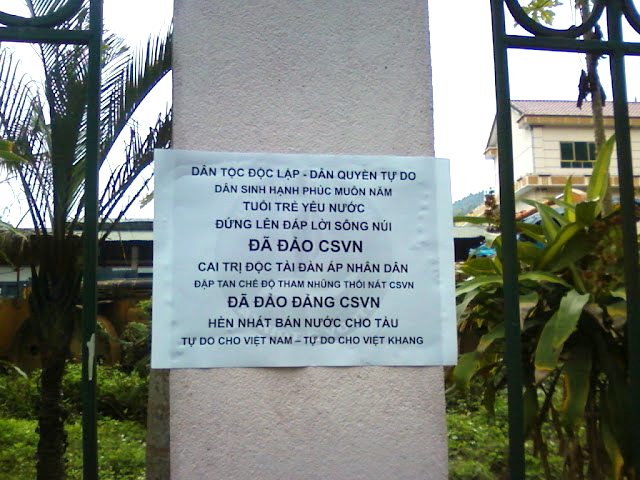 DÂN TỘC ĐỘC LẬP - DÂN QUYỀN TỰ DO
DÂN SINH HẠNH PHÚC MUÔN NĂM
TUỔI TRẺ YÊU NƯỚC
ĐỨNG LÊN ĐÁP LỜI SÔNG NÚI
ĐÃ ĐẢO CSVN
CAI TRỊ ĐỘC TÀI ĐÀN ÁP NHÂN DÂN
ĐẬP TAN CHẾ ĐỘ THAM NHŨNG THỐI NÁT CSVN
ĐÃ ĐẢO ĐẢNG CSVN
HÈN NHÁT BÁN NƯỚC CHO TÀU
TỰ DO CHO VIỆT NAM – TỰ DO CHO VIỆT KHANG